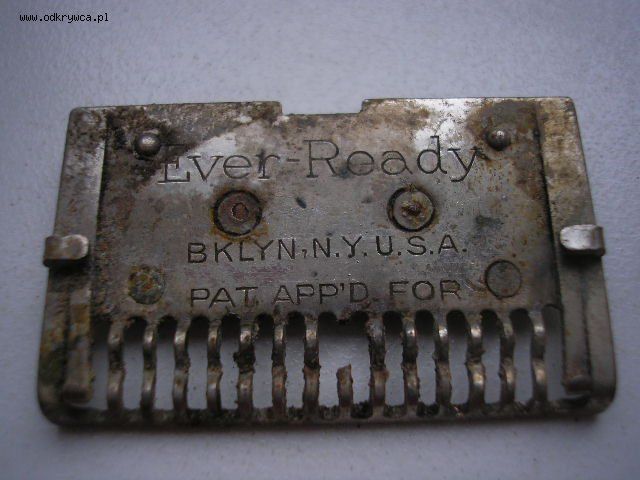 www.odkrywca.pl
Ever-Ready
BKLYN, N.Y. U.S.A.
PAT. APP'D. FOR